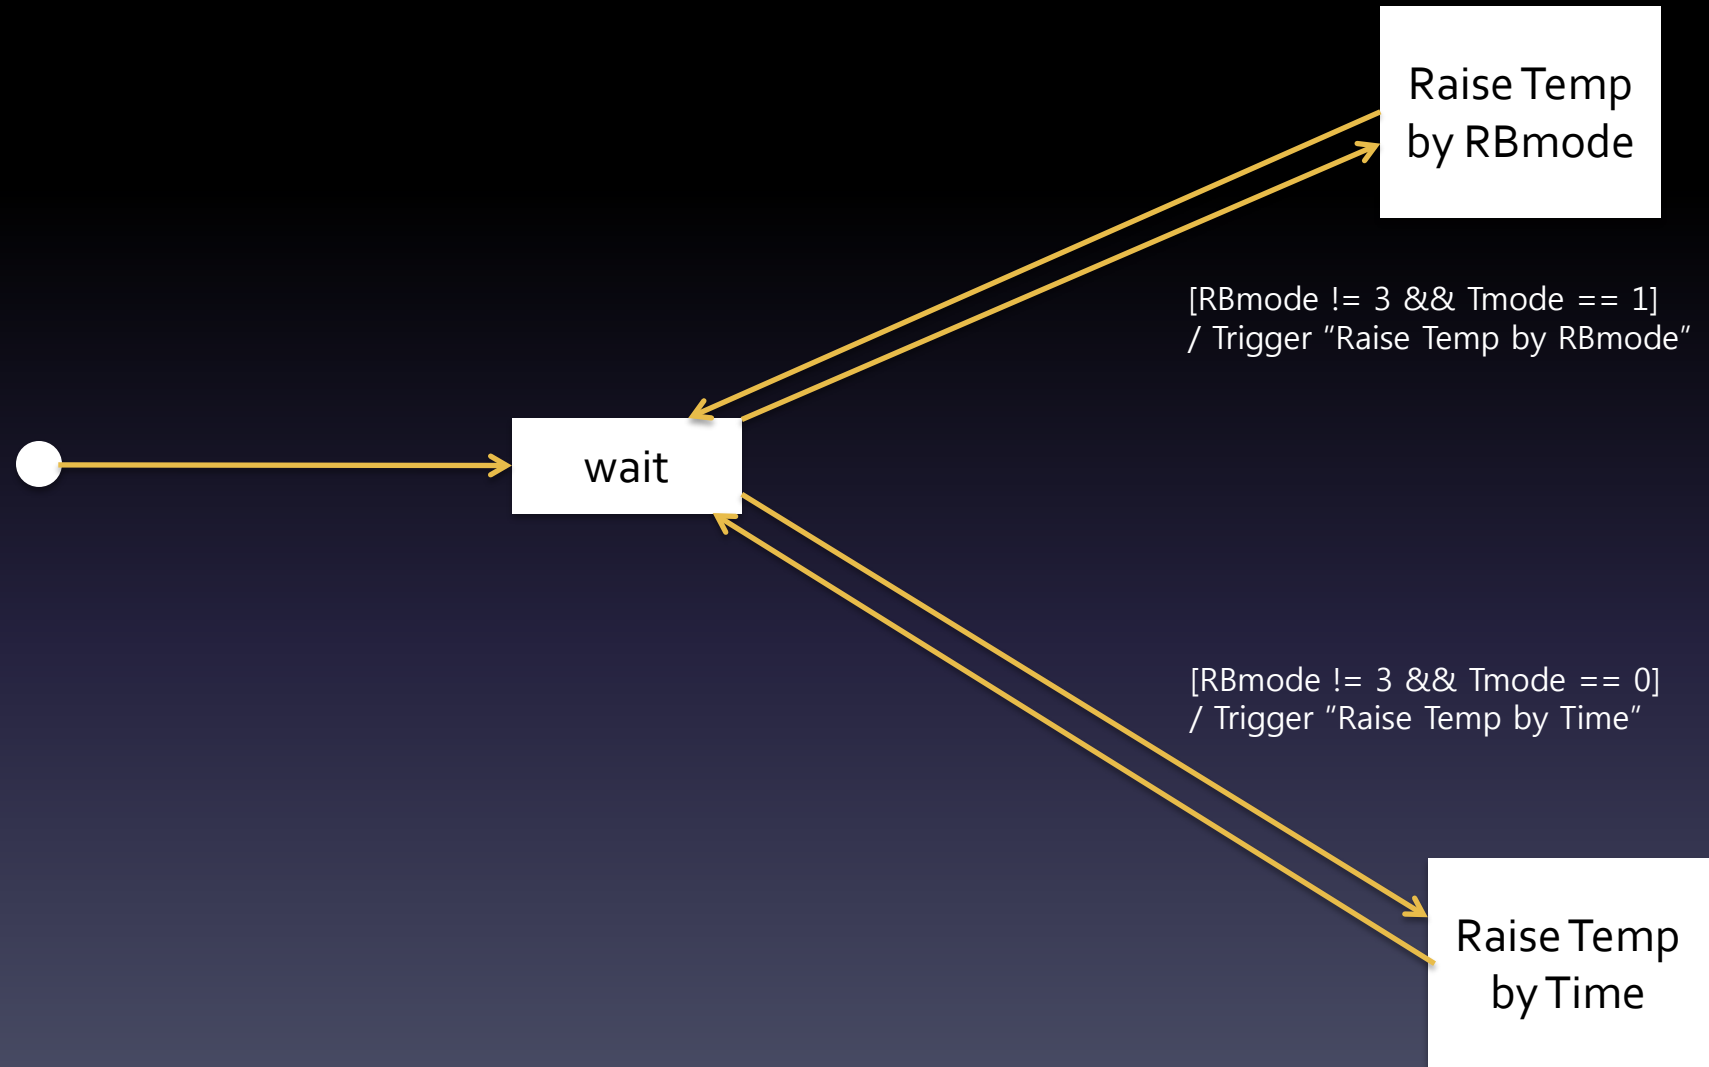 Raise Temp
by RBmode
[RBmode != 3 && Tmode == 1]
/ Trigger "Raise Temp by RBmode"
wait
[RBmode != 3 && Tmode == 0]
/ Trigger "Raise Temp by Time"
Raise Temp
by Time